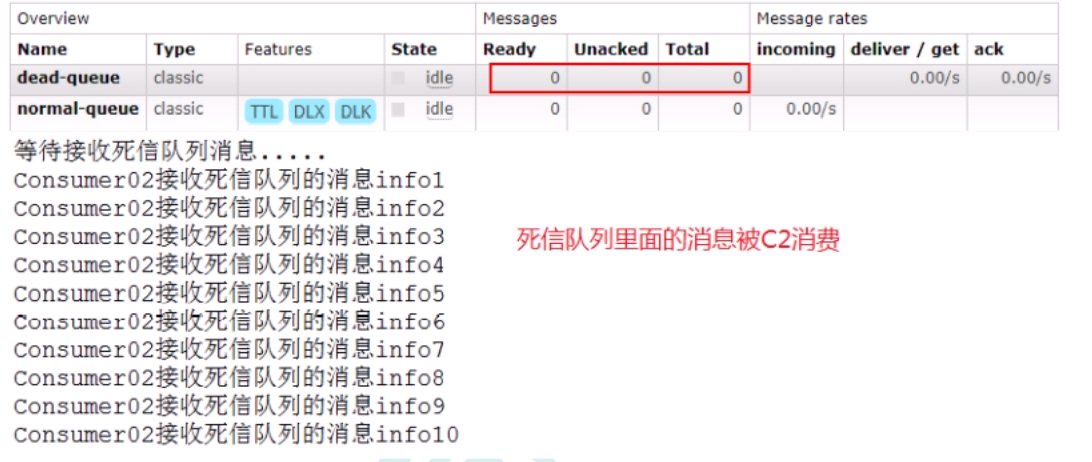 Overview Messages Message rates
Name Type Features State Ready Unacked Total incoming deliver / get ack
dead-queue classic idle 0 0 0 0.00/s 0.00/s
normal-queue classic TTL DLX DLK idle 0 0 0 0.00/s
等待接收死信队列消息.....
Consumer02接收死信队列的消息info1
Consumer02接收死信队列的消息info2
Consumer02接收死信队列的消息info3
死信队列里面的消息被C2消费
Consumer02接收死信队列的消息info4
Consumer02接收死信队列的消息info5
Consumer02接收死信队列的消息info6
Consumer02接收死信队列的消息info7
Consumer02接收死信队列的消息info8
Consumer02接收死信队列的消息info9
Consumer02接收死信队列的消息info10